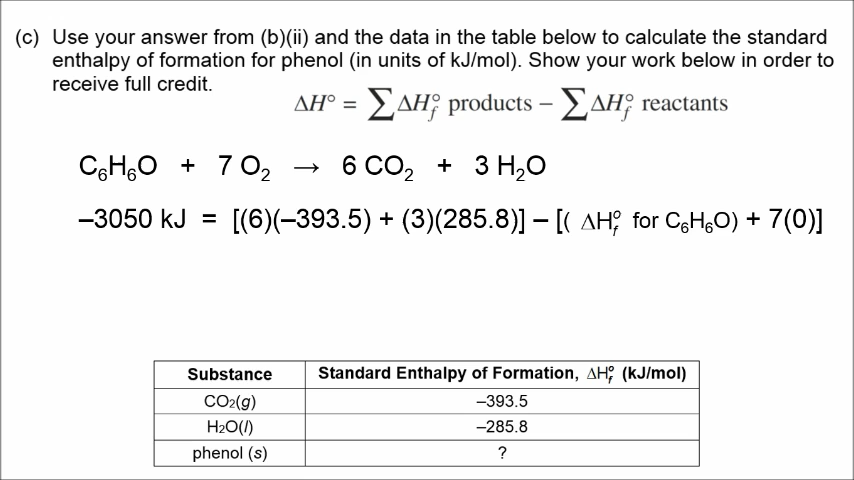 (c) Use your answer from (b)(ii) and the data in the table below to calculate the standard
enthalpy of formation for phenol (in units of kJ/mol). Show your work below in order to
receive full credit.
ΔH° = ∑ΔH°f products − ∑ΔH°f reactants
C₆H₆O + 7 O₂ → 6 CO₂ + 3 H₂O
–3050 kJ = [(6)(–393.5) + (3)(285.8)] – [( ΔH°f for C₆H₆O) + 7(0)]
Substance Standard Enthalpy of Formation, ΔH°f (kJ/mol)
CO₂(g) –393.5
H₂O(l) –285.8
phenol (s) ?